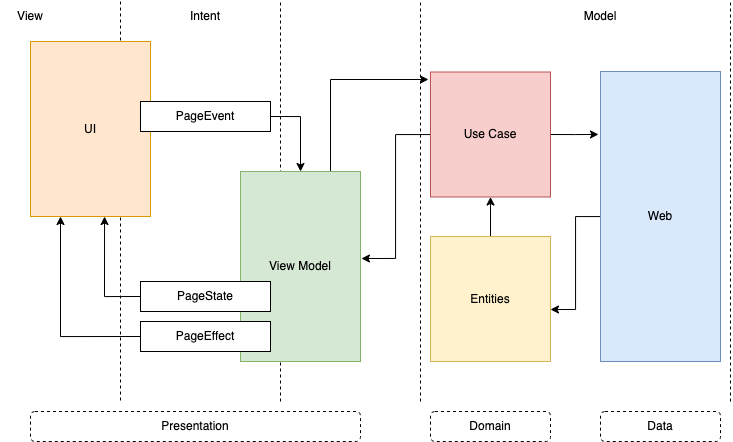 View
Intent
Model
UI
PageEvent
Use Case
Web
View Model
PageState
Entities
PageEffect
Presentation
Domain
Data